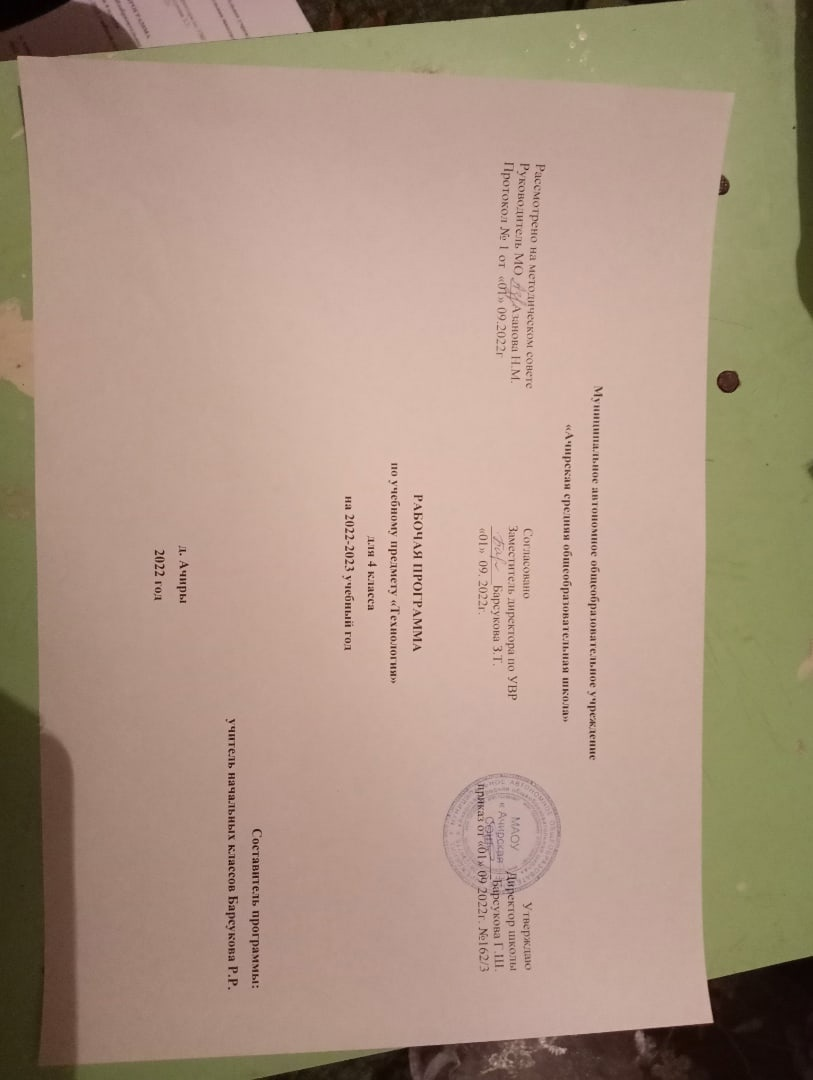 Муниципальное автономное общеобразовательное учреждение
«Ачирская средняя общеобразовательная школа»
Рассмотрено на методическом совете
Руководитель МО Азанова Н.М.
Протокол № 1 от «01» 09.2022г
Согласовано
Заместитель директора по УВР
Барсукова З.Т.
«01» 09. 2022г.
Утверждаю
Директор школы
Барсукова Г.Ш.
приказ от «01» 09 2022г. №162/3
МАОУ
« Ачирская
СОШ»
РАБОЧАЯ ПРОГРАММА
по учебному предмету «Технология»
для 4 класса
на 2022-2023 учебный год
Составитель программы:
учитель начальных классов Барсукова Р.Р.
д. Ачиры
2022 год